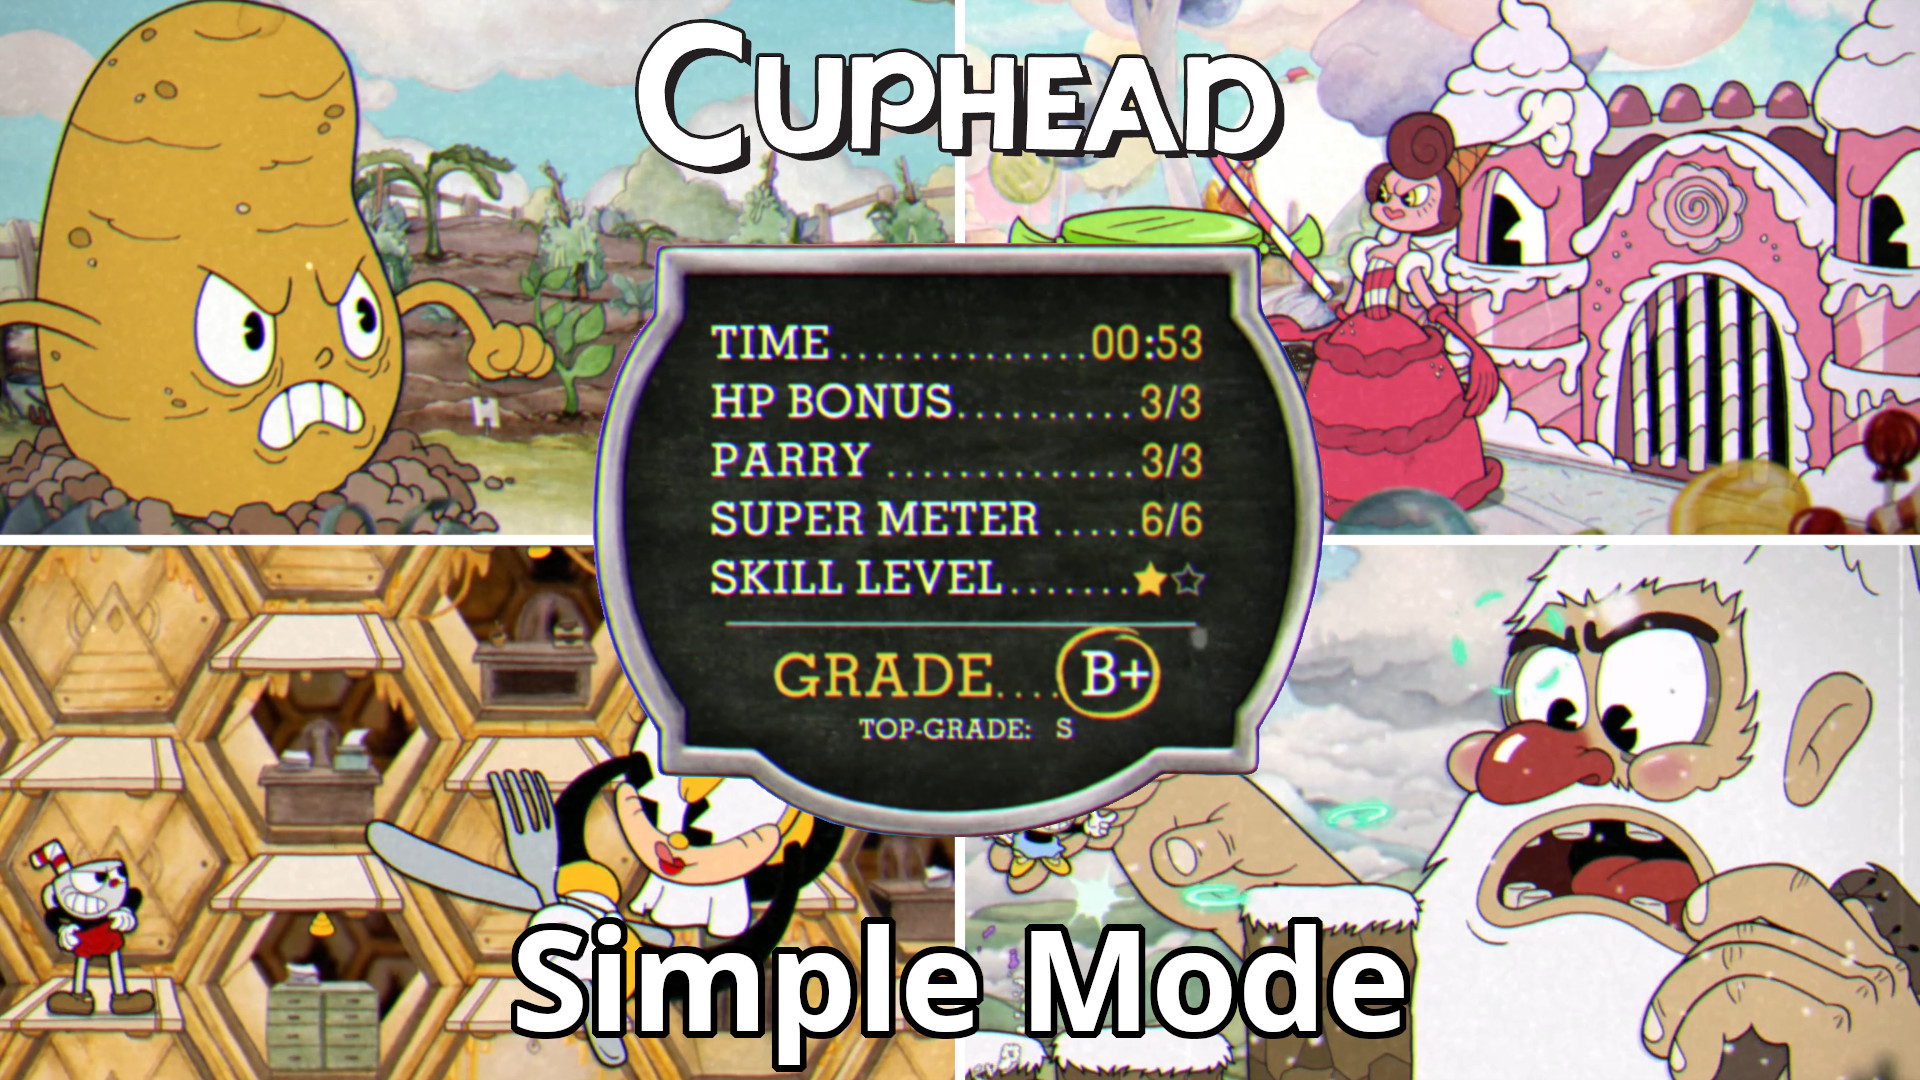 CUPHEAD
TIME..............00:53
HP BONUS..........3/3
PARRY ..............3/3
SUPER METER .....6/6
SKILL LEVEL.......★☆
GRADE....B+
TOP-GRADE: S
Simple Mode